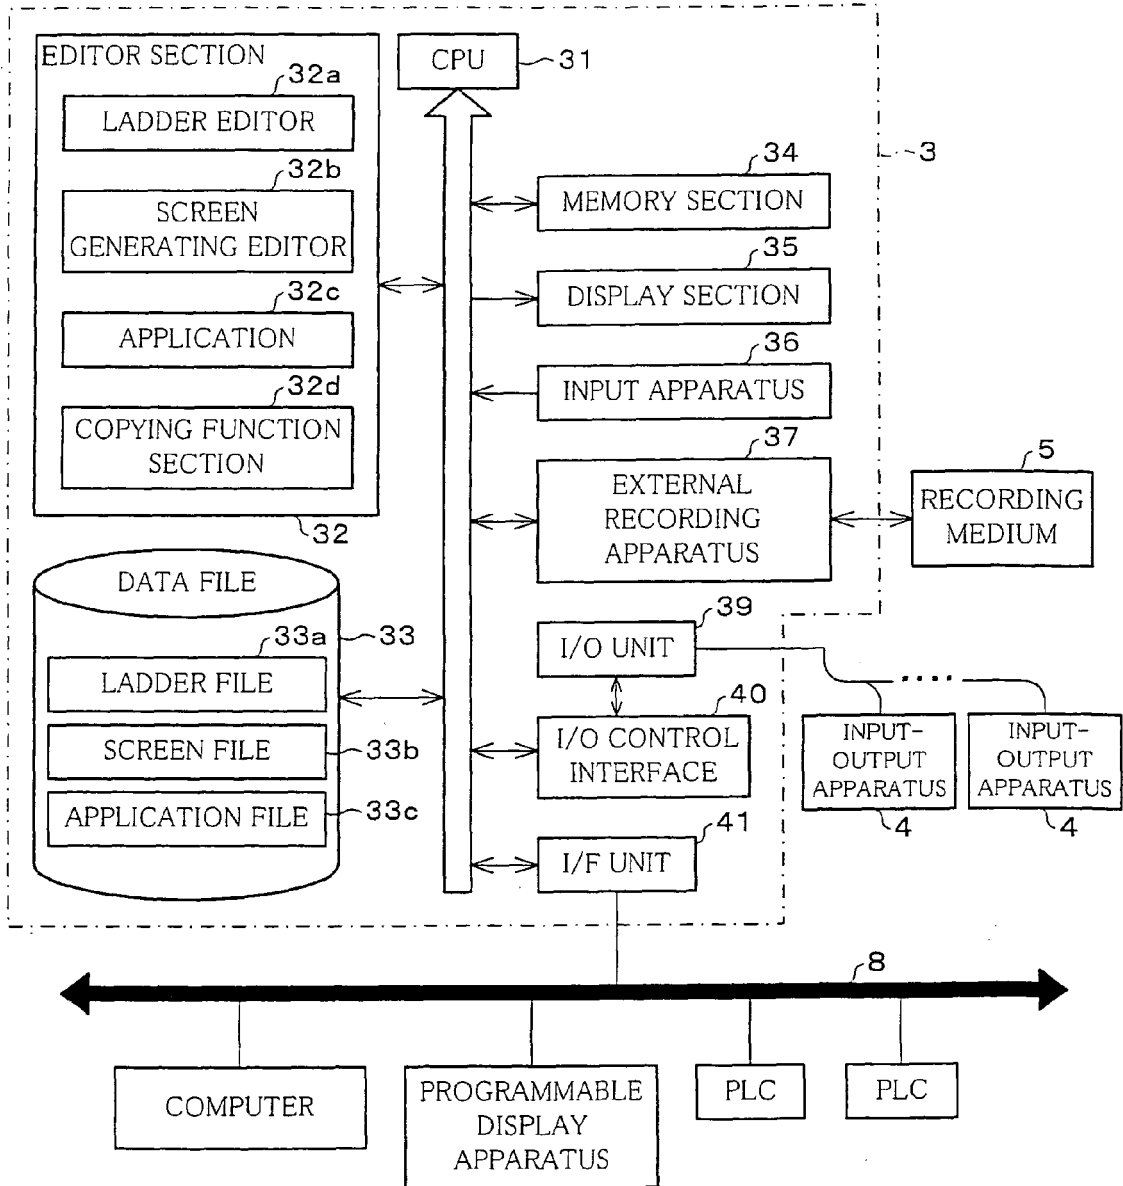 EDITOR SECTION
32a
LADDER EDITOR
32b
SCREEN
GENERATING EDITOR
32c
APPLICATION
32d
COPYING FUNCTION
SECTION
32
CPU
31
3
34
MEMORY SECTION
35
DISPLAY SECTION
36
INPUT APPARATUS
37
EXTERNAL
RECORDING
APPARATUS
5
RECORDING
MEDIUM
DATA FILE
33
33a
LADDER FILE
SCREEN FILE
33b
APPLICATION FILE
33c
39
I/O UNIT
40
I/O CONTROL
INTERFACE
41
I/F UNIT
INPUT-
OUTPUT
APPARATUS
4
INPUT-
OUTPUT
APPARATUS
4
8
COMPUTER
PROGRAMMABLE
DISPLAY
APPARATUS
PLC
PLC